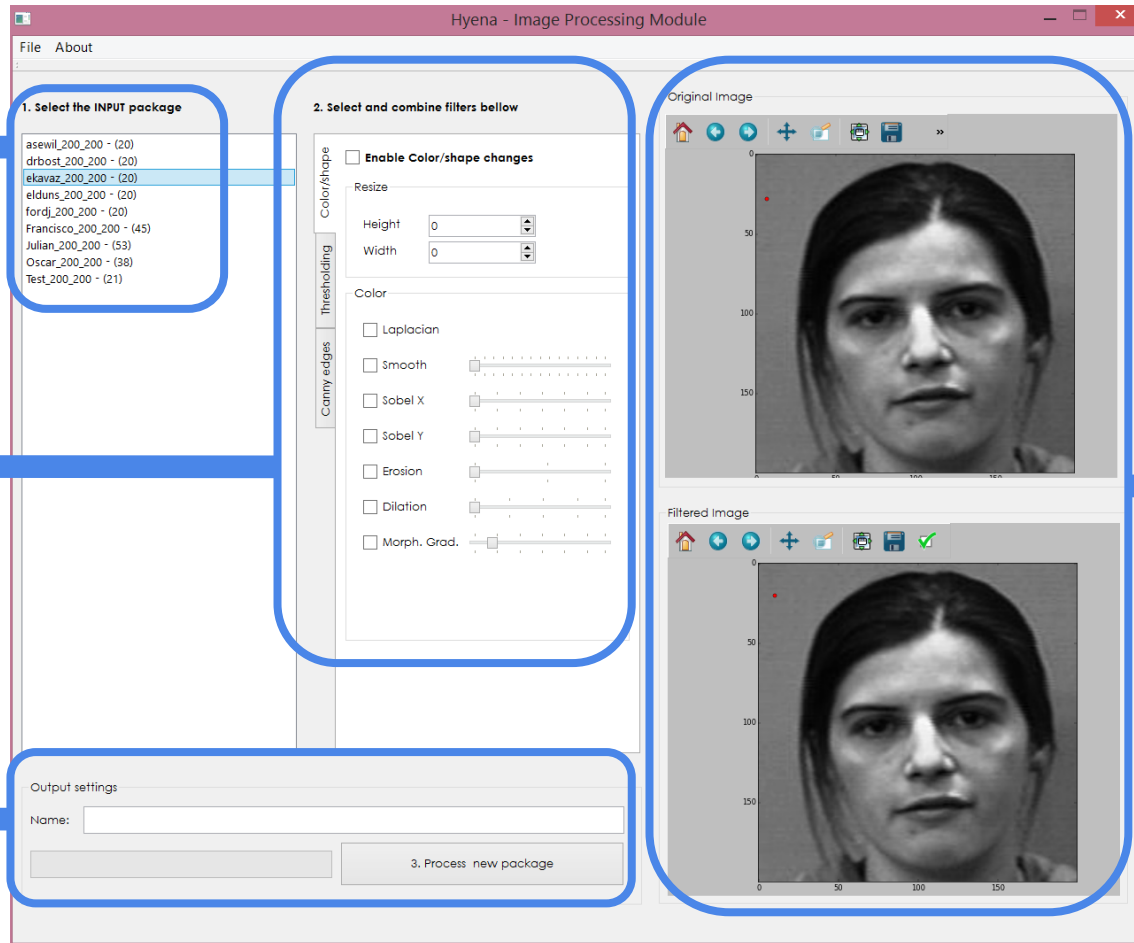 Hyena - Image Processing Module
File About
1. Select the INPUT package
asewil_200_200 - (20)
drbost_200_200 - (20)
ekavaz_200_200 - (20)
elduns_200_200 - (20)
fordj_200_200 - (20)
Francisco_200_200 - (45)
Julian_200_200 - (53)
Oscar_200_200 - (38)
Test_200_200 - (21)
2. Select and combine filters bellow
Color/shape
Thresholding
Canny edges
Enable Color/shape changes
Resize
Height 0
Width 0
Color
Laplacian
Smooth
Sobel X
Sobel Y
Erosion
Dilation
Morph. Grad.
Original Image
»
0
50
100
150
0 50 100 150
Filtered Image
0
50
100
150
0 50 100 150
Output settings
Name:
3. Process new package